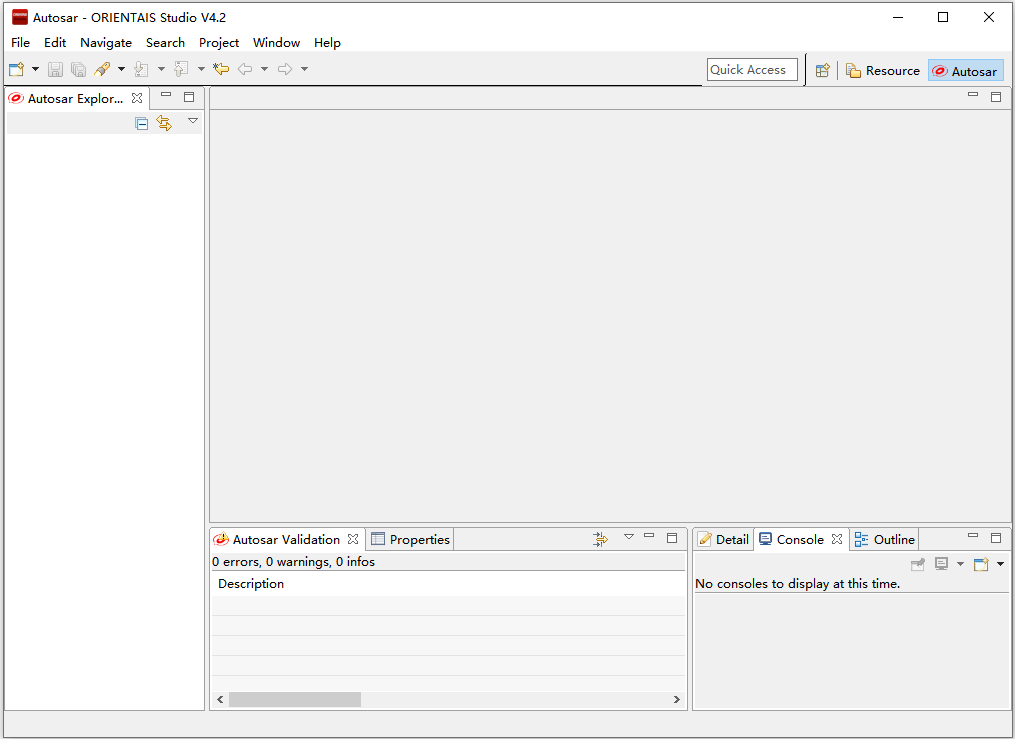 Autosar - ORIENTAIS Studio V4.2
File Edit Navigate Search Project Window Help
Quick Access Resource Autosar
Autosar Explor...
Autosar Validation Properties
0 errors, 0 warnings, 0 infos
Description
Detail Console Outline
No consoles to display at this time.